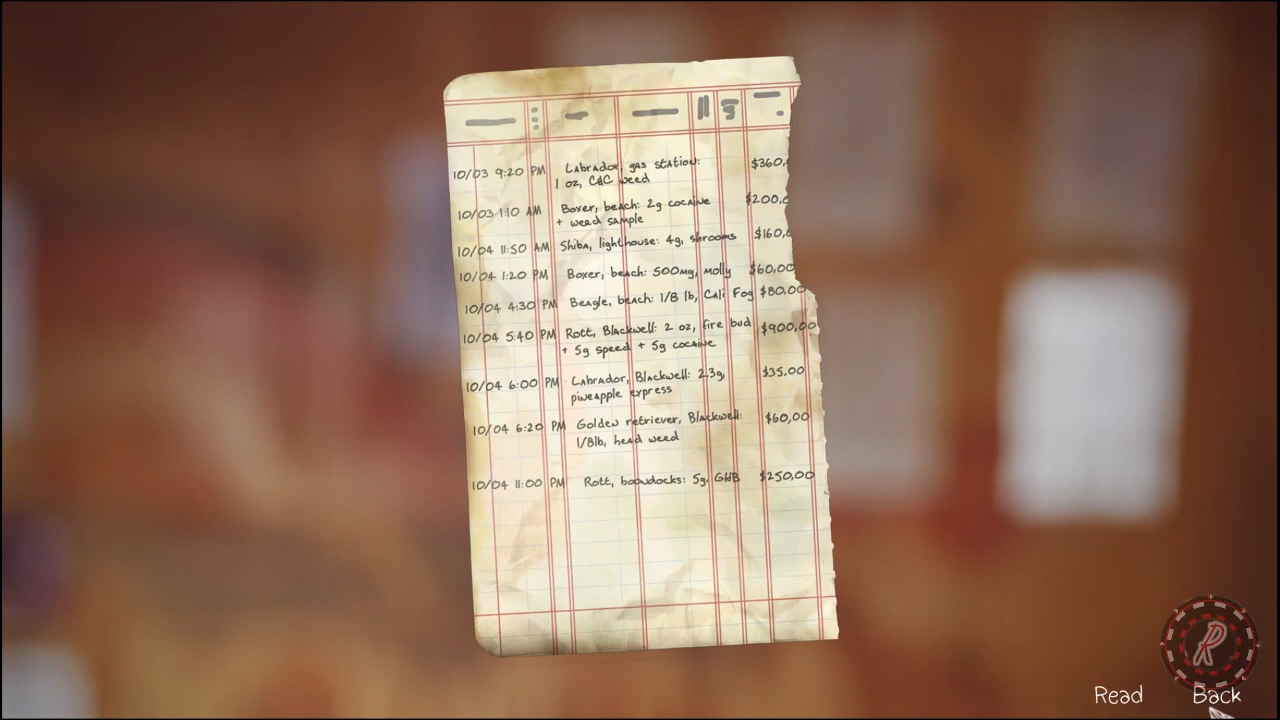 10/03 9:20 PM Labrador, gas station: $360,
1 oz, C&C weed
10/03 1:10 AM Boxer, beach: 2g cocaine $200,
+ weed sample
10/04 11:50 AM Shiba, lighthouse: 4g, shrooms $160,
10/04 1:20 PM Boxer, beach: 500mg, molly $60,00
10/04 4:30 PM Beagle, beach: 1/8 lb, Cali Fog $80,00
10/04 5:40 PM Rott, Blackwell: 2 oz, fire bud $900,00
+ 5g speed + 5g cocaine
10/04 6:00 PM Labrador, Blackwell: 2.3g, $35.00
pineapple express
10/04 6:20 PM Golden retriever, Blackwell: $60,00
1/8lb, head weed
10/04 11:00 PM Rott, boowdocks: 5g. GHB $250,00
R
Read Back